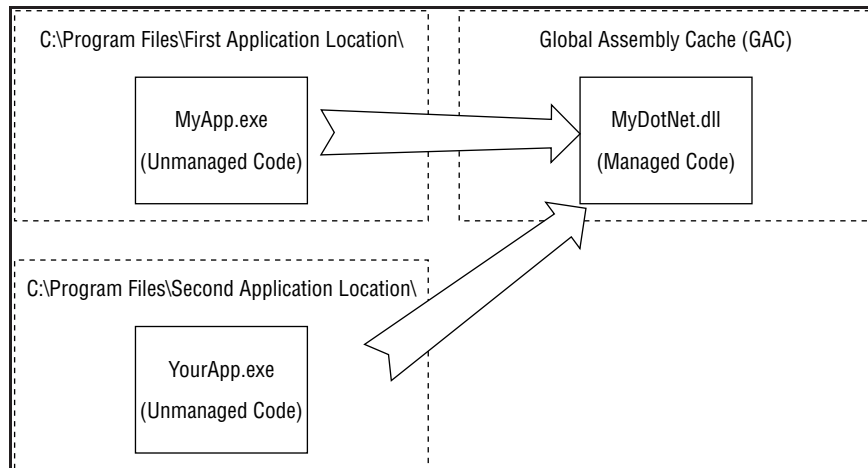 C:\Program Files\First Application Location\
MyApp.exe
(Unmanaged Code)
Global Assembly Cache (GAC)
MyDotNet.dll
(Managed Code)
C:\Program Files\Second Application Location\
YourApp.exe
(Unmanaged Code)